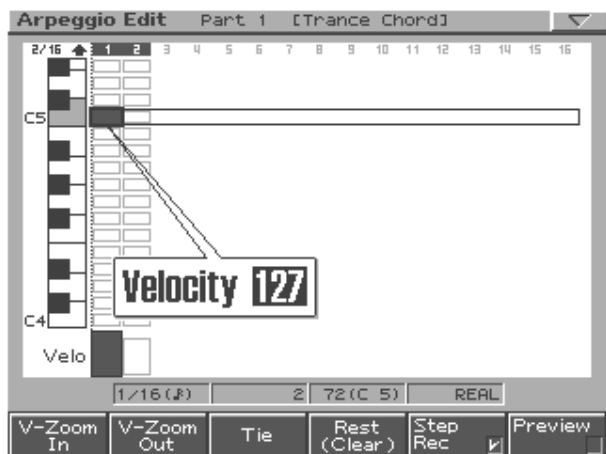 Arpeggio Edit Part 1 [Trance Chord]
2/16 1 2 3 4 5 6 7 8 9 10 11 12 13 14 15 16
C5
Velocity 127
C4
Velo
1/16(♪) 2 72(C 5) REAL
V-Zoom In V-Zoom Out Tie Rest (Clear) Step Rec Preview